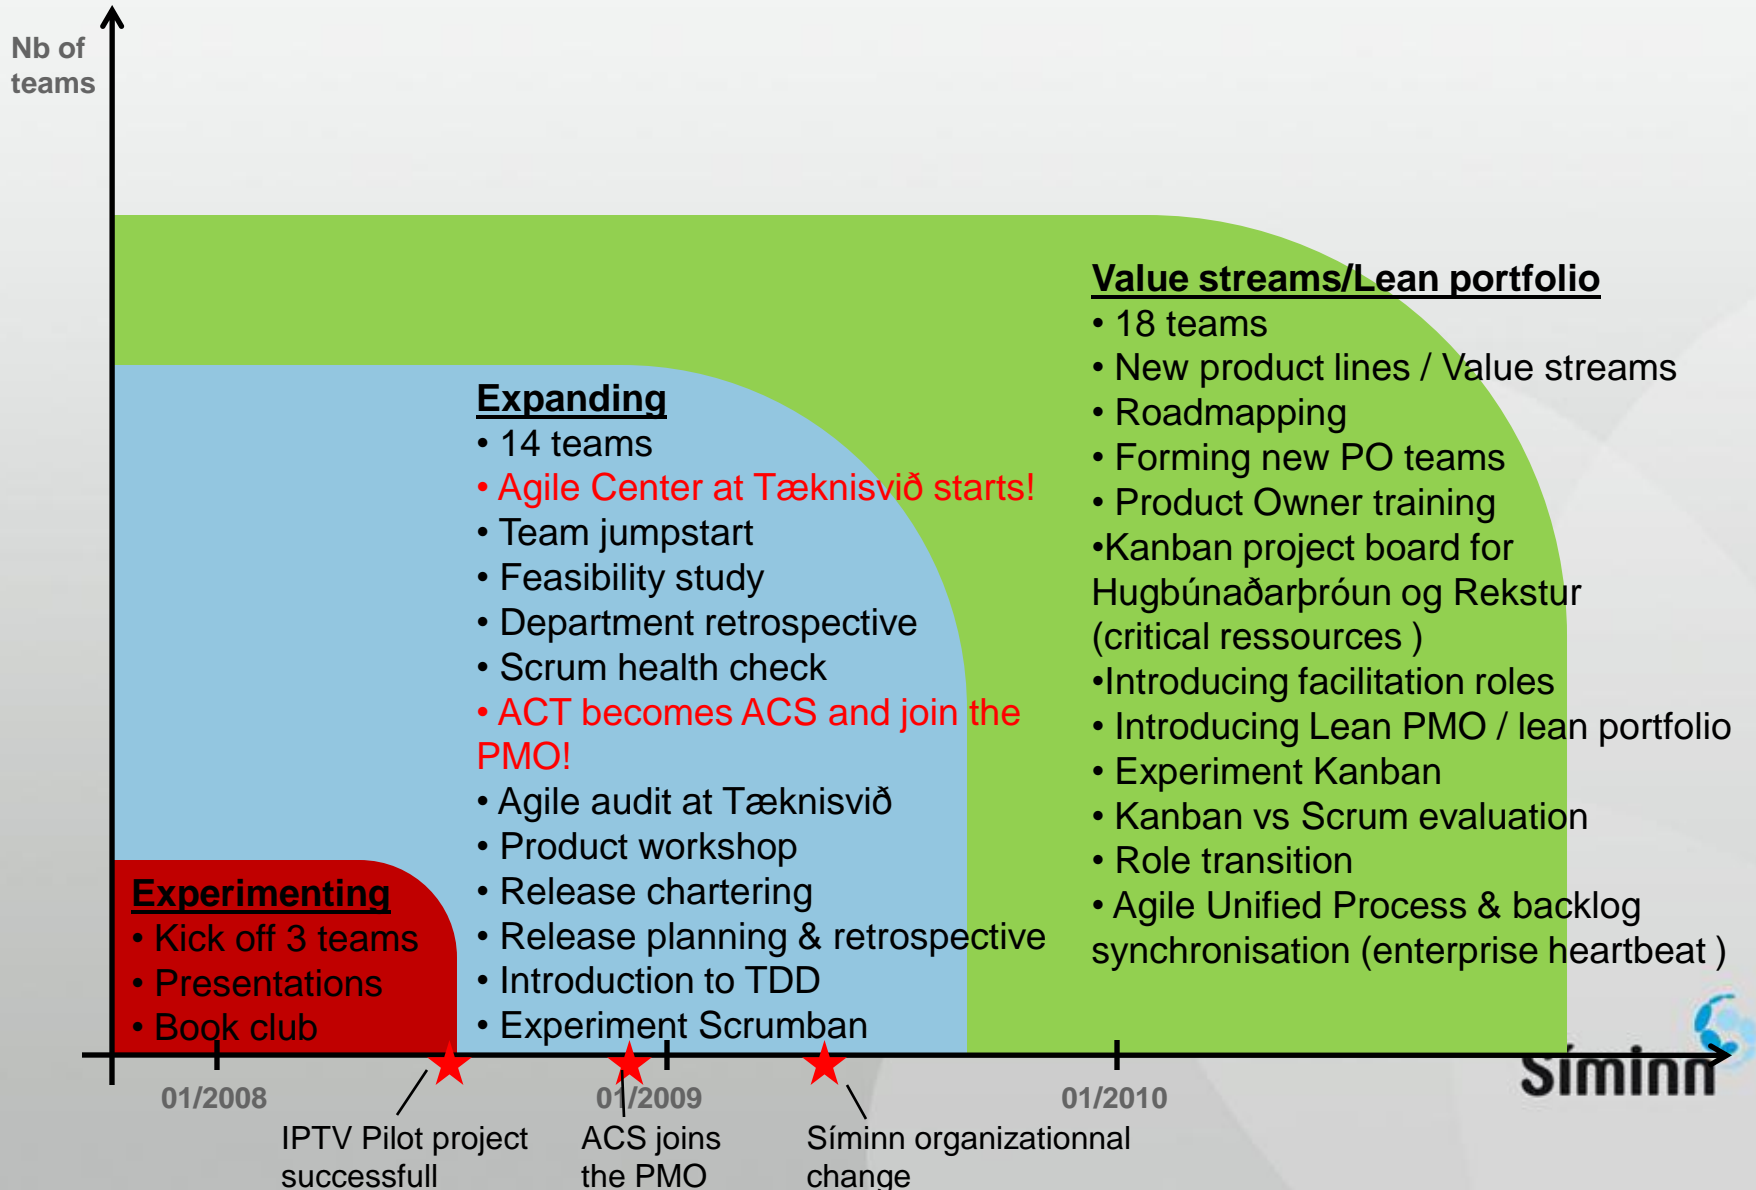 Nb of
teams
Value streams/Lean portfolio
• 18 teams
• New product lines / Value streams
• Roadmapping
• Forming new PO teams
• Product Owner training
•Kanban project board for
Hugbúnaðarþróun og Rekstur
(critical ressources )
•Introducing facilitation roles
• Introducing Lean PMO / lean portfolio
• Experiment Kanban
• Kanban vs Scrum evaluation
• Role transition
• Agile Unified Process & backlog
synchronisation (enterprise heartbeat )
Expanding
• 14 teams
• Agile Center at Tæknisvið starts!
• Team jumpstart
• Feasibility study
• Department retrospective
• Scrum health check
• ACT becomes ACS and join the
PMO!
• Agile audit at Tæknisvið
• Product workshop
• Release chartering
• Release planning & retrospective
• Introduction to TDD
• Experiment Scrumban
Experimenting
• Kick off 3 teams
• Presentations
• Book club
01/2008
01/2009
01/2010
Síminn
IPTV Pilot project
successfull
ACS joins
the PMO
Síminn organizationnal
change